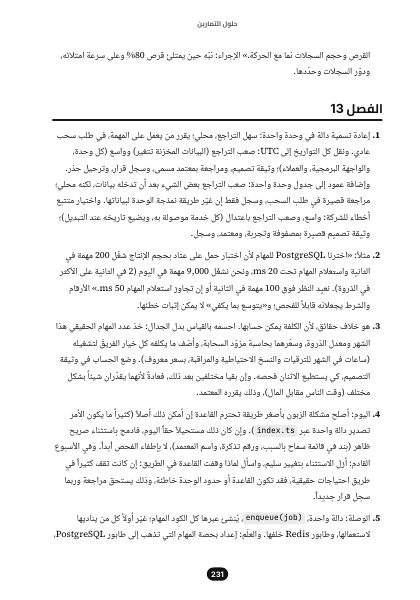 حلول التمارين
القرص وحجم السجلات نما مع الحركة.» الإجراء: نبّه حين يمتلئ قرص 80% وعلى سرعة امتلائه،
ودوّر السجلات وحدّدها.
الفصل 13
1. إعادة تسمية دالة في وحدة واحدة: سهل التراجع، محلي؛ يقرر من يعمل على المهمة، في طلب سحب
عادي. ونقل كل التواريخ إلى UTC: صعب التراجع (البيانات المخزنة تتغير) وواسع (كل وحدة،
والواجهة البرمجية، والعملاء)؛ وثيقة تصميم، ومراجعة بمعتمد مسمى، وسجل قرار، وترحيل حذر.
وإضافة عمود إلى جدول وحدة واحدة: صعب التراجع بعض الشيء بعد أن تدخله بيانات، لكنه محلي؛
مراجعة قصيرة في طلب السحب، وسجل فقط إن غيّر طريقة نمذجة الوحدة لبياناتها. واختيار متتبع
أخطاء للشركة: واسع، وصعب التراجع باعتدال (كل خدمة موصولة به، ويضيع تاريخه عند التبديل)؛
وثيقة تصميم قصيرة بمصفوفة وتجربة، ومعتمد، وسجل.
2. مثلاً: «اخترنا PostgreSQL للمهام لأن اختبار حمل على عتاد بحجم الإنتاج شغّل 200 مهمة في
الثانية واستعلام المهام تحت 20 ms، ونحن نشغّل 9,000 مهمة في اليوم (2 في الثانية على الأكثر
في الذروة). نعيد النظر فوق 100 مهمة في الثانية أو إن تجاوز استعلام المهام 50 ms.» الأرقام
والشرط يجعلانه قابلاً للفحص؛ و«يتوسع بما يكفي» لا يمكن إثبات خطئها.
3. هو خلاف حقائق، لأن الكلفة يمكن حسابها. احسمه بالقياس بدل الجدال: خذ عدد المهام الحقيقي هذا
الشهر ومعدل الذروة، وسعّرهما بحاسبة مزوّد السحابة، وأضف ما يكلفه كل خيار الفريقَ لتشغيله
(ساعات في الشهر للترقيات والنسخ الاحتياطية والمراقبة، بسعر معروف). وضع الحساب في وثيقة
التصميم، كي يستطيع الاثنان فحصه. وإن بقيا مختلفين بعد ذلك، فعادةً لأنهما يقدّران شيئاً بشكل
مختلف (وقت الناس مقابل المال)، وذلك يقرره المعتمد.
4. اليوم: أصلح مشكلة الزبون بأصغر طريقة تحترم القاعدة إن أمكن ذلك أصلاً (كثيراً ما يكون الأمر
تصدير دالة واحدة عبر index.ts). وإن كان ذلك مستحيلاً حقاً اليوم، فادمج باستثناء صريح
ظاهر (بند في قائمة سماح بالسبب، ورقم تذكرة، واسم المعتمد)، لا بإطفاء الفحص أبداً. وفي الأسبوع
القادم: أزل الاستثناء بتغيير سليم، واسأل لماذا وقفت القاعدة في الطريق: إن كانت تقف كثيراً في
طريق احتياجات حقيقية، فقد تكون القاعدة أو حدود الوحدة خاطئة، وذلك يستحق مراجعة وربما
سجل قرار جديداً.
5. الوصلة: دالة واحدة، enqueue(job)، يُنشئ عبرها كل الكود المهام؛ غيّر أولاً كل من يناديها
لاستعمالها، وطابور Redis خلفها. والعلَم: إعداد بحصة المهام التي تذهب إلى طابور PostgreSQL،
231